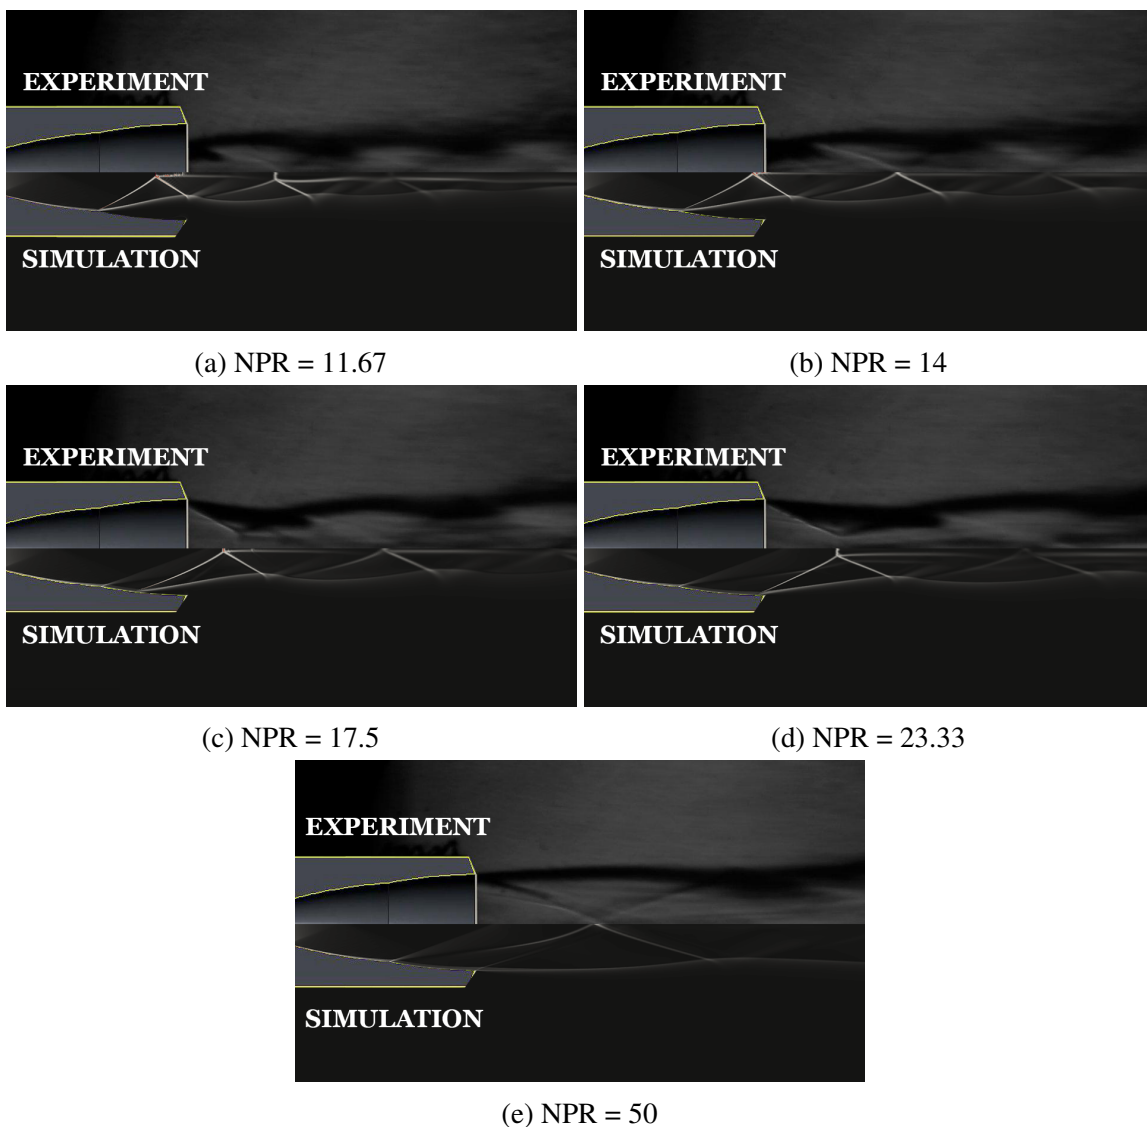 EXPERIMENT
EXPERIMENT
SIMULATION
SIMULATION
(a) NPR = 11.67
(b) NPR = 14
EXPERIMENT
EXPERIMENT
SIMULATION
SIMULATION
(c) NPR = 17.5
(d) NPR = 23.33
EXPERIMENT
SIMULATION
(e) NPR = 50